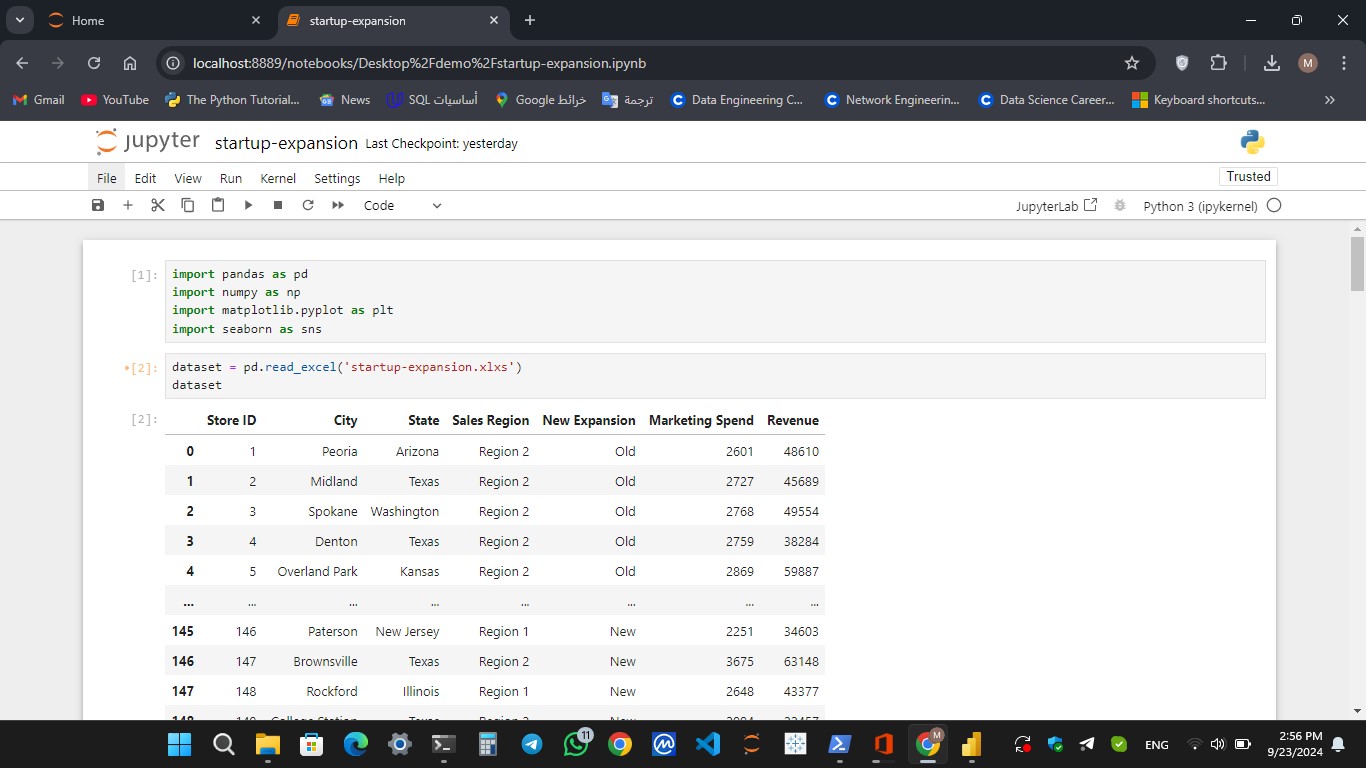 Home
startup-expansion
localhost:8889/notebooks/Desktop%2Fdemo%2Fstartup-expansion.ipynb
M
Gmail YouTube The Python Tutorial... News أساسيات SQL خرائط Google ترجمة Data Engineering C... Network Engineerin... Data Science Career... Keyboard shortcuts...
jupyter startup-expansion Last Checkpoint: yesterday
File Edit View Run Kernel Settings Help Trusted
Code JupyterLab Python 3 (ipykernel)
[1]: import pandas as pd
import numpy as np
import matplotlib.pyplot as plt
import seaborn as sns
[2]: dataset = pd.read_excel('startup-expansion.xlxs')
dataset
[2]: Store ID City State Sales Region New Expansion Marketing Spend Revenue
0 1 Peoria Arizona Region 2 Old 2601 48610
1 2 Midland Texas Region 2 Old 2727 45689
2 3 Spokane Washington Region 2 Old 2768 49554
3 4 Denton Texas Region 2 Old 2759 38284
4 5 Overland Park Kansas Region 2 Old 2869 59887
... ... ... ... ... ... ... ...
145 146 Paterson New Jersey Region 1 New 2251 34603
146 147 Brownsville Texas Region 2 New 3675 63148
147 148 Rockford Illinois Region 1 New 2648 43377
11 M ENG 2:56 PM
9/23/2024